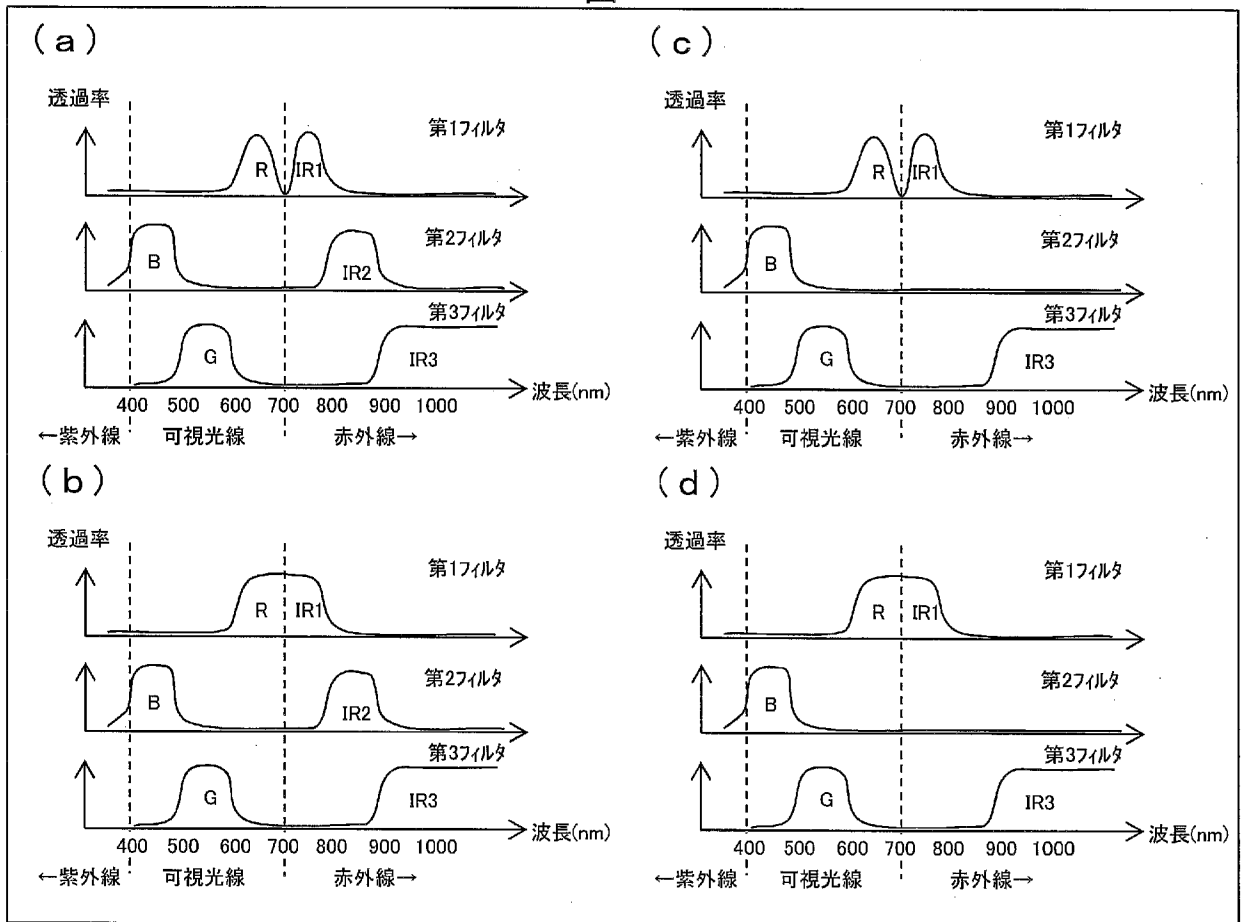 図
(a)
透過率
第1フィルタ
R IR1
第2フィルタ
B IR2
第3フィルタ
G IR3
波長(nm)
400 500 600 700 800 900 1000
←紫外線 可視光線 赤外線→
(b)
透過率
第1フィルタ
R IR1
第2フィルタ
B IR2
第3フィルタ
G IR3
波長(nm)
400 500 600 700 800 900 1000
←紫外線 可視光線 赤外線→
(c)
透過率
第1フィルタ
R IR1
第2フィルタ
B
第3フィルタ
G IR3
波長(nm)
400 500 600 700 800 900 1000
←紫外線 可視光線 赤外線→
(d)
透過率
第1フィルタ
R IR1
第2フィルタ
B
第3フィルタ
G IR3
波長(nm)
400 500 600 700 800 900 1000
←紫外線 可視光線 赤外線→